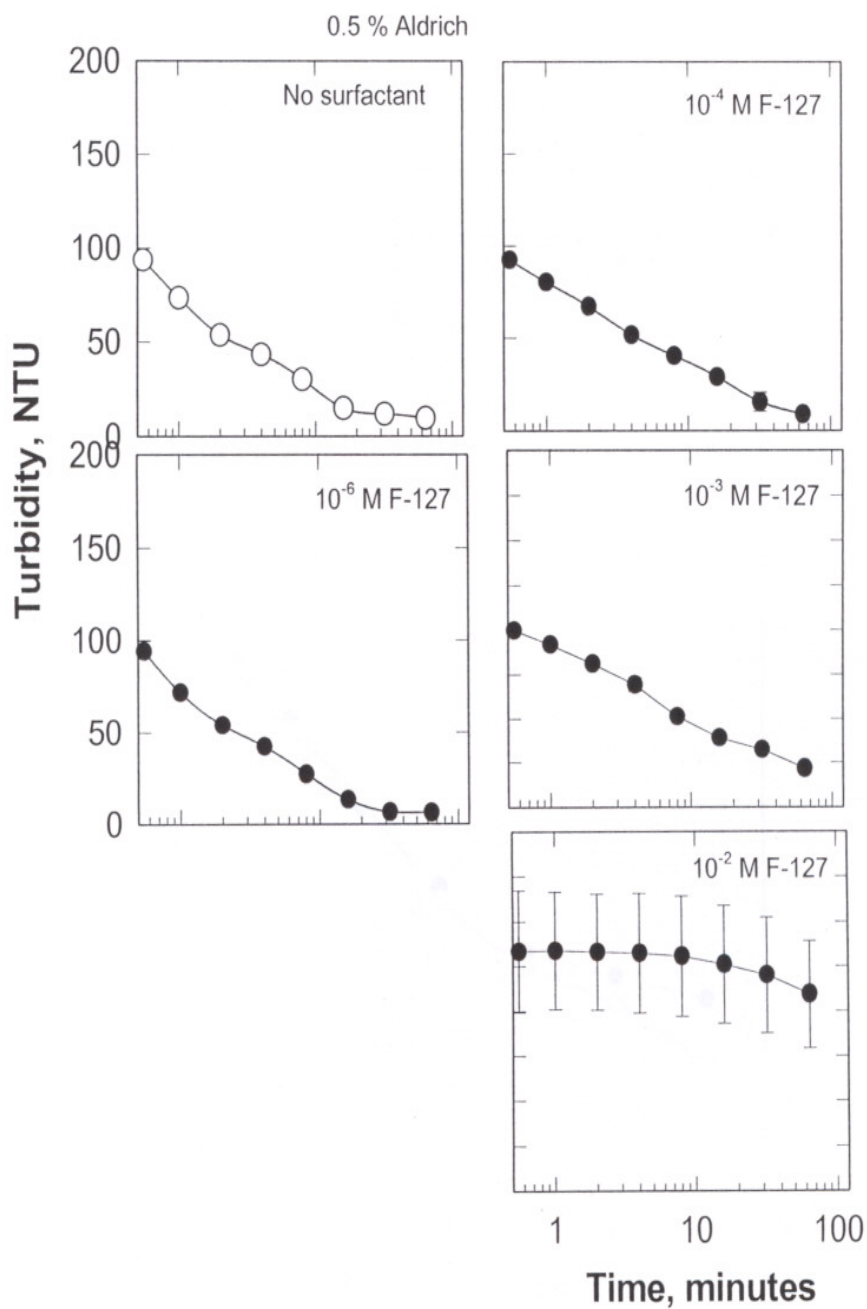 0.5 % Aldrich
Turbidity, NTU
200
150
100
50
0
No surfactant
10⁻⁴ M F-127
200
150
100
50
0
10⁻⁶ M F-127
10⁻³ M F-127
10⁻² M F-127
1
10
100
Time, minutes